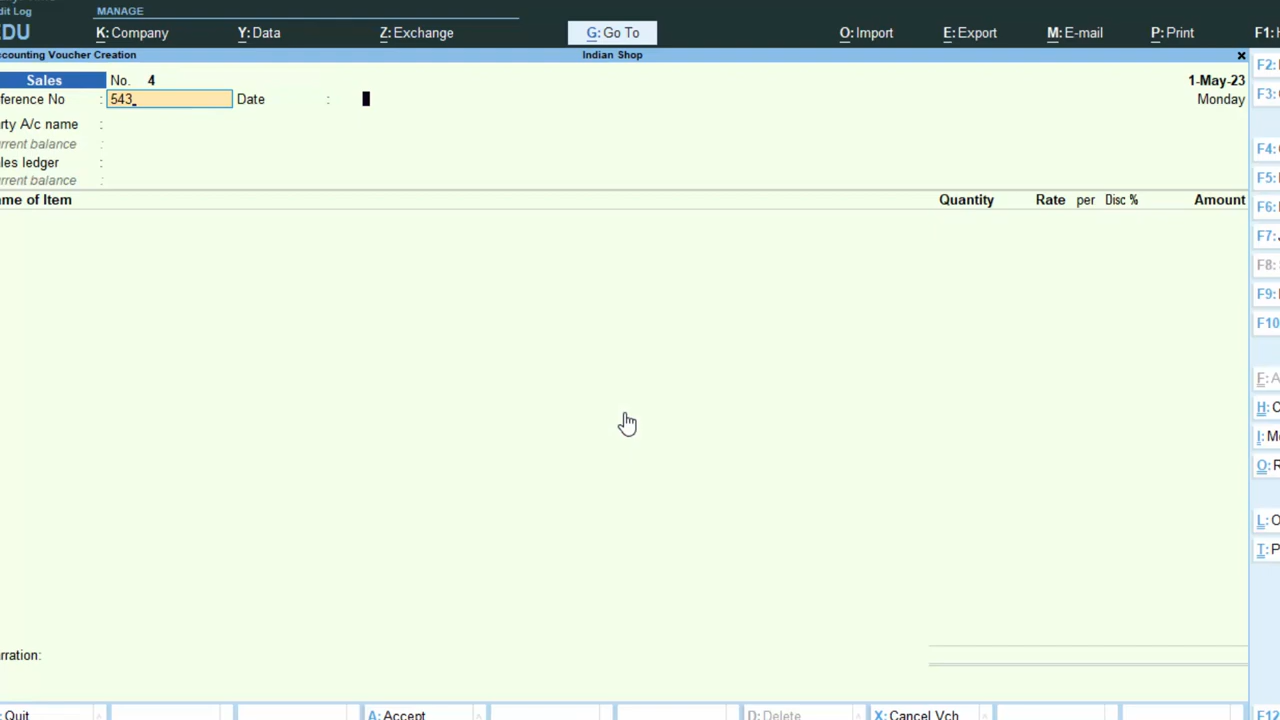 dit Log
MANAGE
EDU
K: Company
Y: Data
Z: Exchange
G: Go To
O: Import
E: Export
M: E-mail
P: Print
F1:
ccounting Voucher Creation
Indian Shop
F2:
Sales
No. 4
1-May-23
F3:
ference No : 543
Date :
Monday
rty A/c name :
rrent balance :
F4:
les ledger :
F5:
rrent balance :
me of Item
Quantity
Rate per Disc %
Amount
F6:
F7:
F8:
F9:
F10
F: A
H: C
I: Mo
O: R
L: O
T: P
rration:
: Quit
A: Accept
D: Delete
X: Cancel Vch
F12